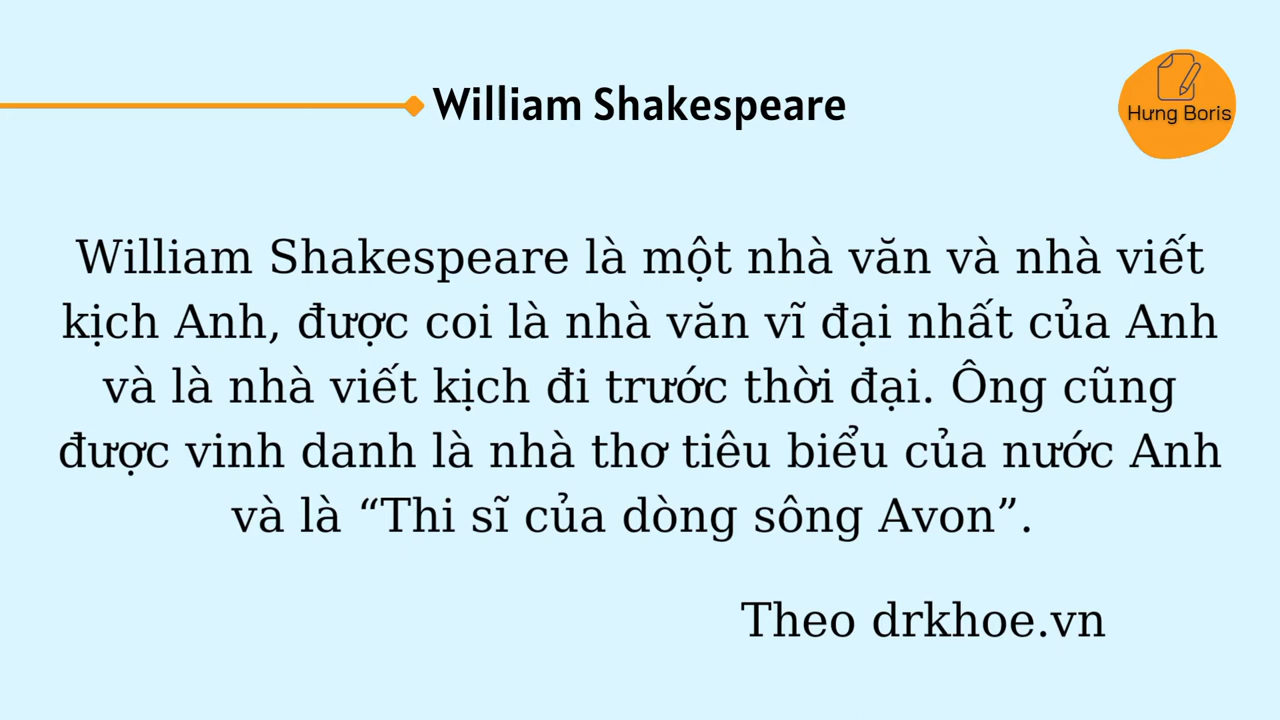 William Shakespeare
Hưng Boris
William Shakespeare là một nhà văn và nhà viết
kịch Anh, được coi là nhà văn vĩ đại nhất của Anh
và là nhà viết kịch đi trước thời đại. Ông cũng
được vinh danh là nhà thơ tiêu biểu của nước Anh
và là “Thi sĩ của dòng sông Avon”.
Theo drkhoe.vn